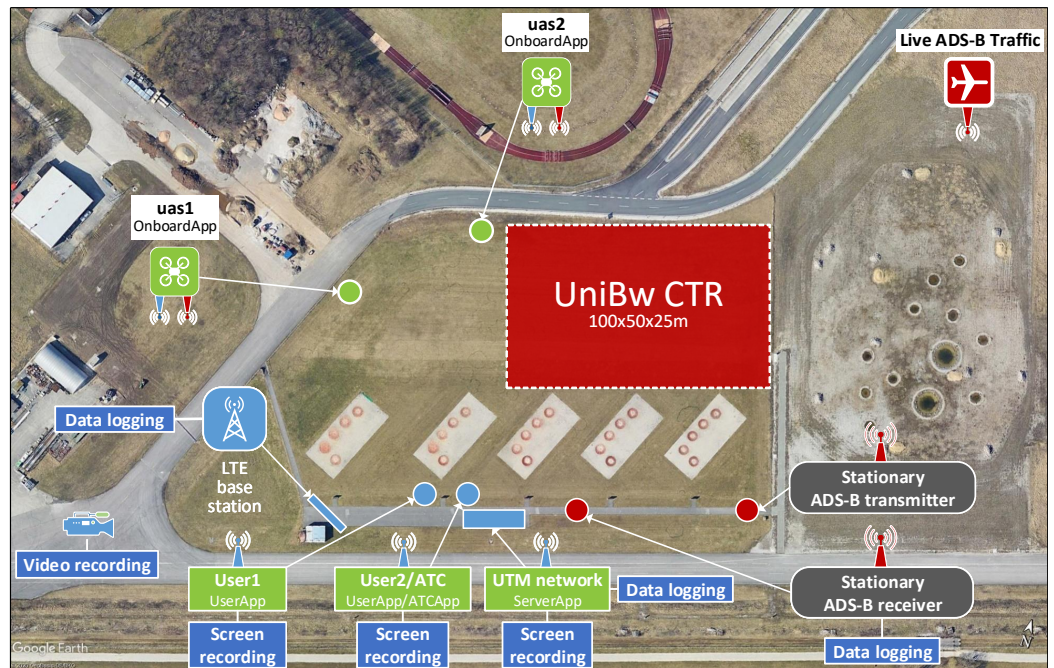 uas2
OnboardApp
Live ADS-B Traffic
uas1
OnboardApp
UniBw CTR
100x50x25m
Data logging
LTE
base
station
Stationary
ADS-B transmitter
Video recording
User1
UserApp
User2/ATC
UserApp/ATCApp
UTM network
ServerApp
Data logging
Stationary
ADS-B receiver
Screen
recording
Screen
recording
Screen
recording
Data logging
Google Earth